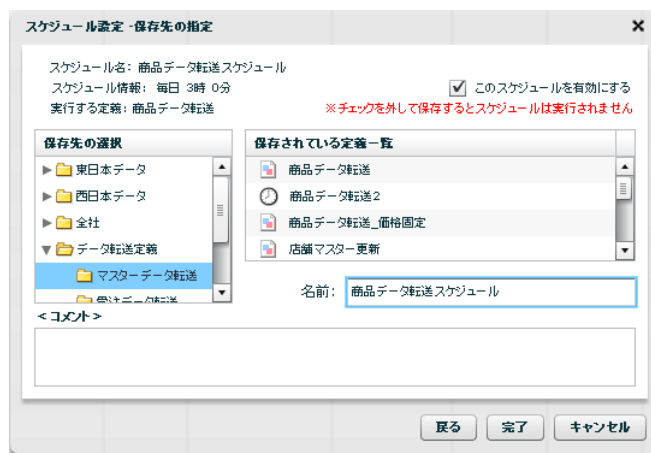 スケジュール設定 -保存先の指定
スケジュール名: 商品データ転送スケジュール
スケジュール情報: 毎日 3時 0分
このスケジュールを有効にする
実行する定義: 商品データ転送
※チェックを外して保存するとスケジュールは実行されません
保存先の選択
保存されている定義一覧
東日本データ
商品データ転送
西日本データ
商品データ転送2
全社
商品データ転送_価格固定
データ転送定義
店舗マスター更新
マスターデータ転送
名前: 商品データ転送スケジュール
受注データ転送
<コメント>
戻る
完了
キャンセル